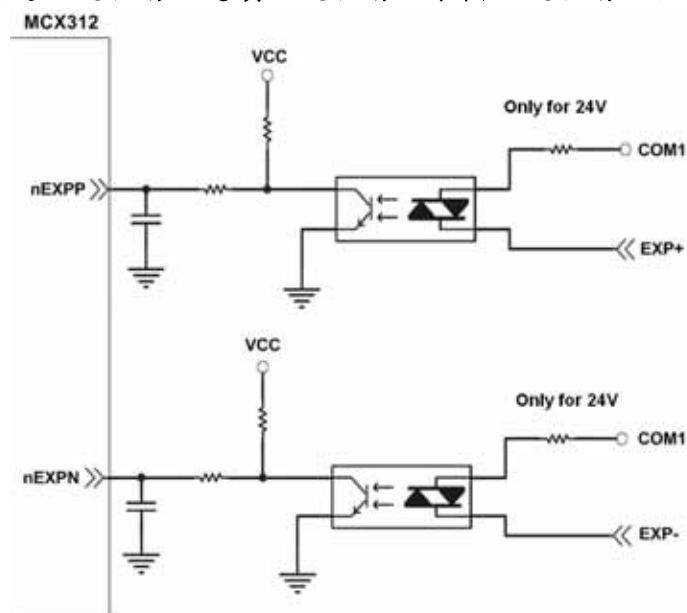 MCX312
VCC
Only for 24V
COM1
nEXPP
EXP+
VCC
Only for 24V
COM1
nEXPN
EXP-